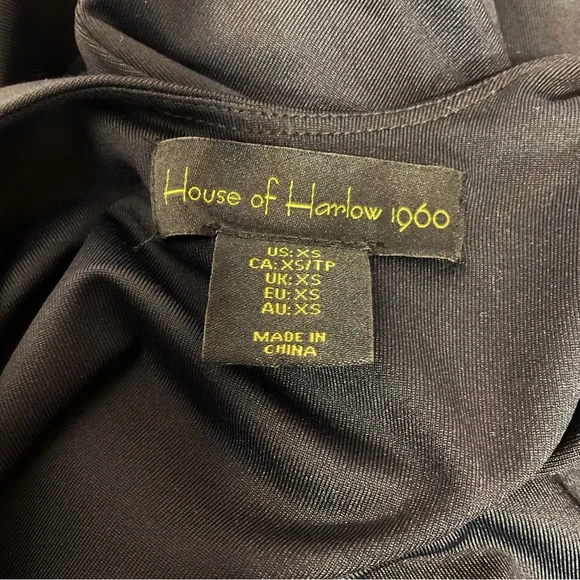 House of Harlow 1960
US: XS
CA: XS/TP
UK: XS
EU: XS
AU: XS
MADE IN
CHINA